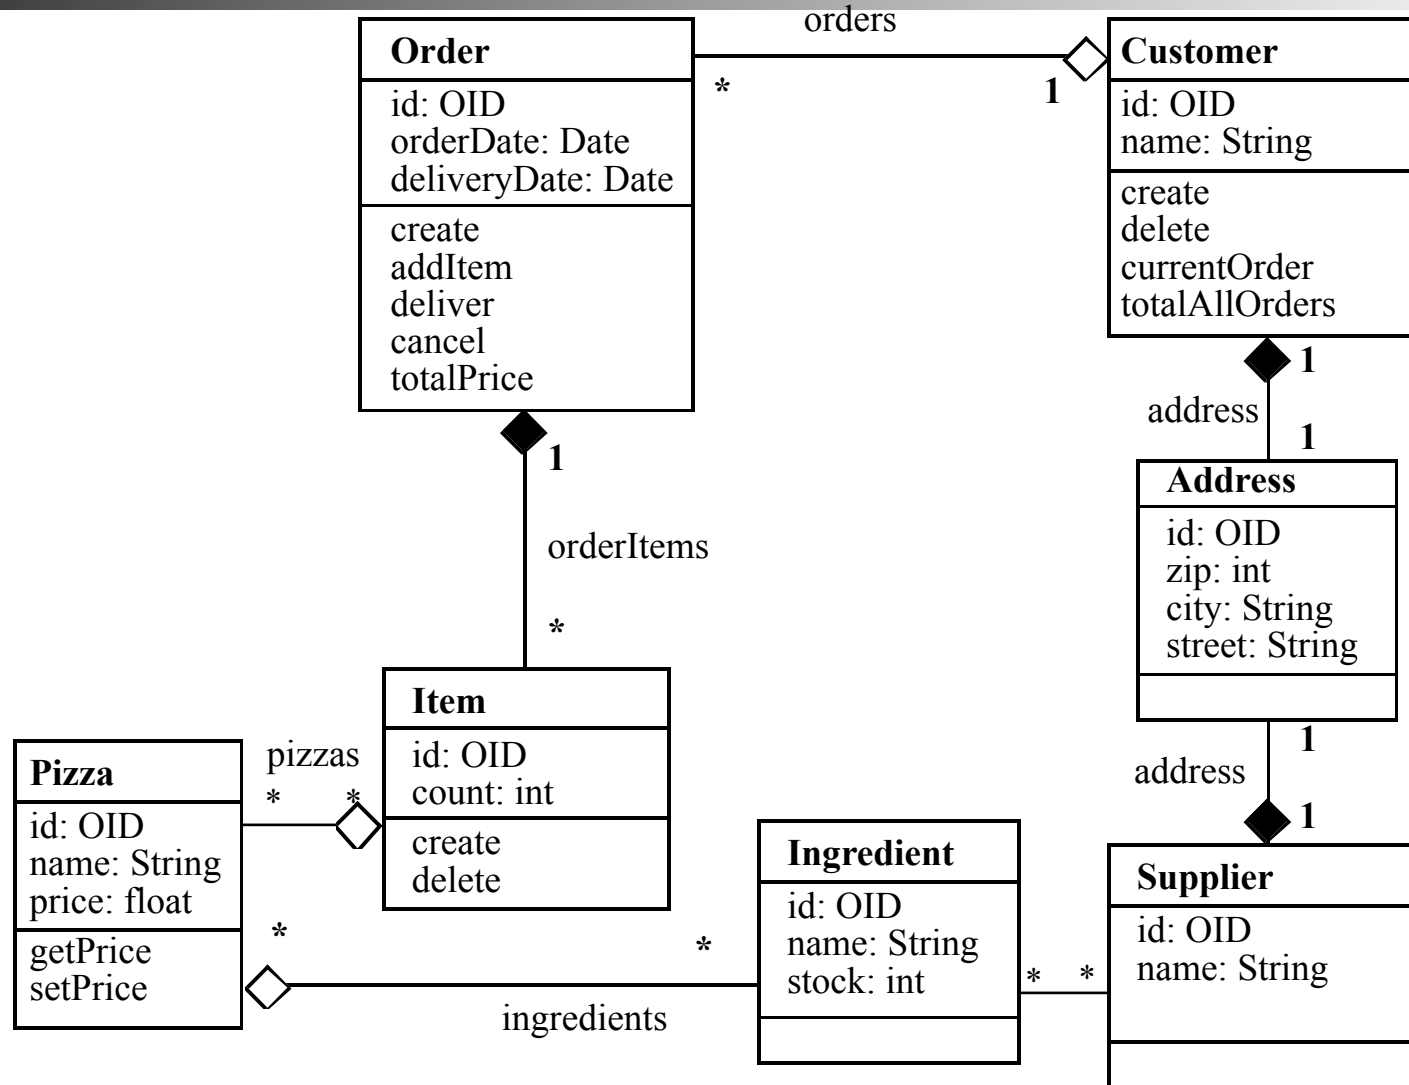 orders
Order
*
1
id: OID
orderDate: Date
deliveryDate: Date
create
addItem
deliver
cancel
totalPrice
Customer
id: OID
name: String
create
delete
currentOrder
totalAllOrders
1
address
1
Address
id: OID
zip: int
city: String
street: String
1
address
1
1
orderItems
*
Item
id: OID
count: int
create
delete
pizzas
* *
Pizza
id: OID
name: String
price: float
getPrice
setPrice
* *
ingredients
Ingredient
id: OID
name: String
stock: int
* *
Supplier
id: OID
name: String